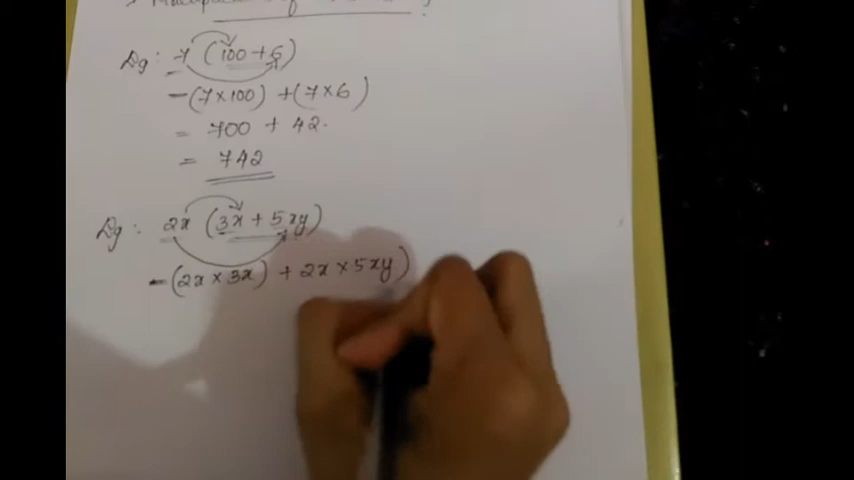 Eg: 7 (100 + 6)
= (7 × 100) + (7 × 6)
= 700 + 42.
= 742
Eg: 2x (3x + 5xy)
= (2x × 3x) + 2x × 5xy)